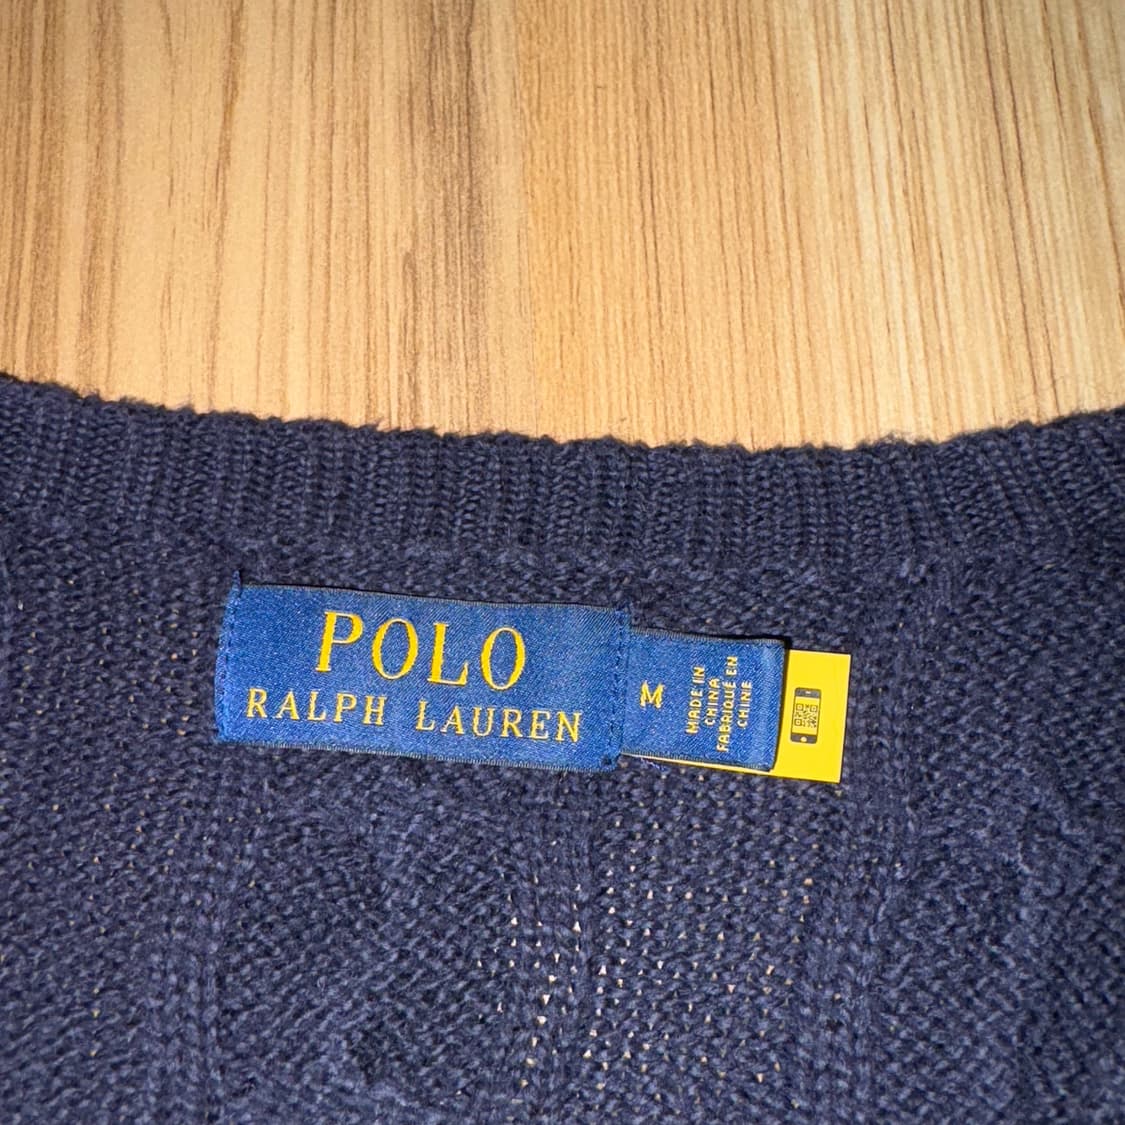 POLO
RALPH LAUREN
M
MADE IN
CHINA
FABRIQUÉ EN
CHINE